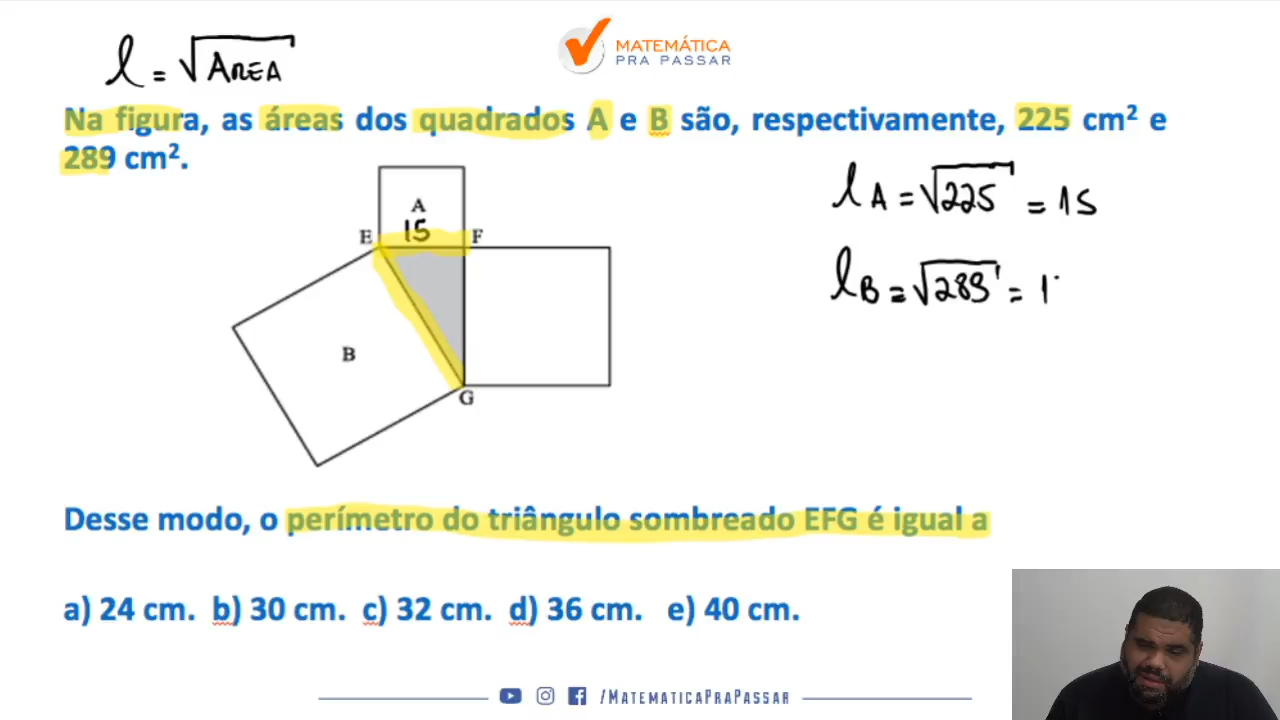 l = √AREA
MATEMÁTICA
PRA PASSAR
Na figura, as áreas dos quadrados A e B são, respectivamente, 225 cm² e
289 cm².
l A = √225 = 15
A
15
E
F
l B = √289 = 1
B
G
Desse modo, o perímetro do triângulo sombreado EFG é igual a
a) 24 cm. b) 30 cm. c) 32 cm. d) 36 cm. e) 40 cm.
/MATEMATICAPRAPASSAR